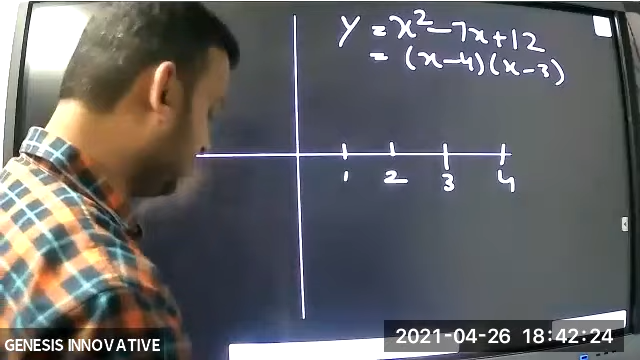 y = x² - 7x + 12
= (x - 4)(x - 3)
1 2 3 4
GENESIS INNOVATIVE
2021-04-26 18:42:24